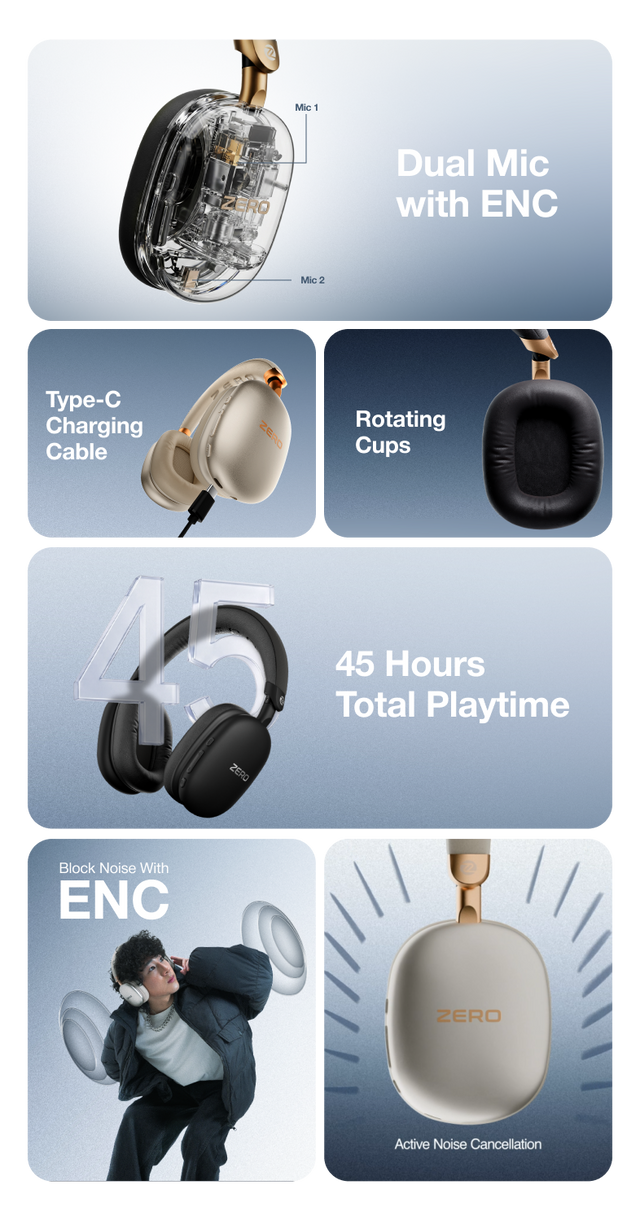 Mic 1
ZERO
Mic 2
Dual Mic
with ENC
Type-C
Charging
Cable
ZERO
Rotating
Cups
45
ZERO
45 Hours
Total Playtime
Block Noise With
ENC
ZERO
Active Noise Cancellation